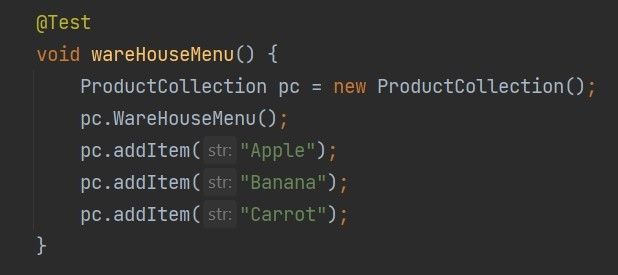 @Test
void wareHouseMenu() {
ProductCollection pc = new ProductCollection();
pc.WareHouseMenu();
pc.addItem( str: "Apple");
pc.addItem( str: "Banana");
pc.addItem( str: "Carrot");
}